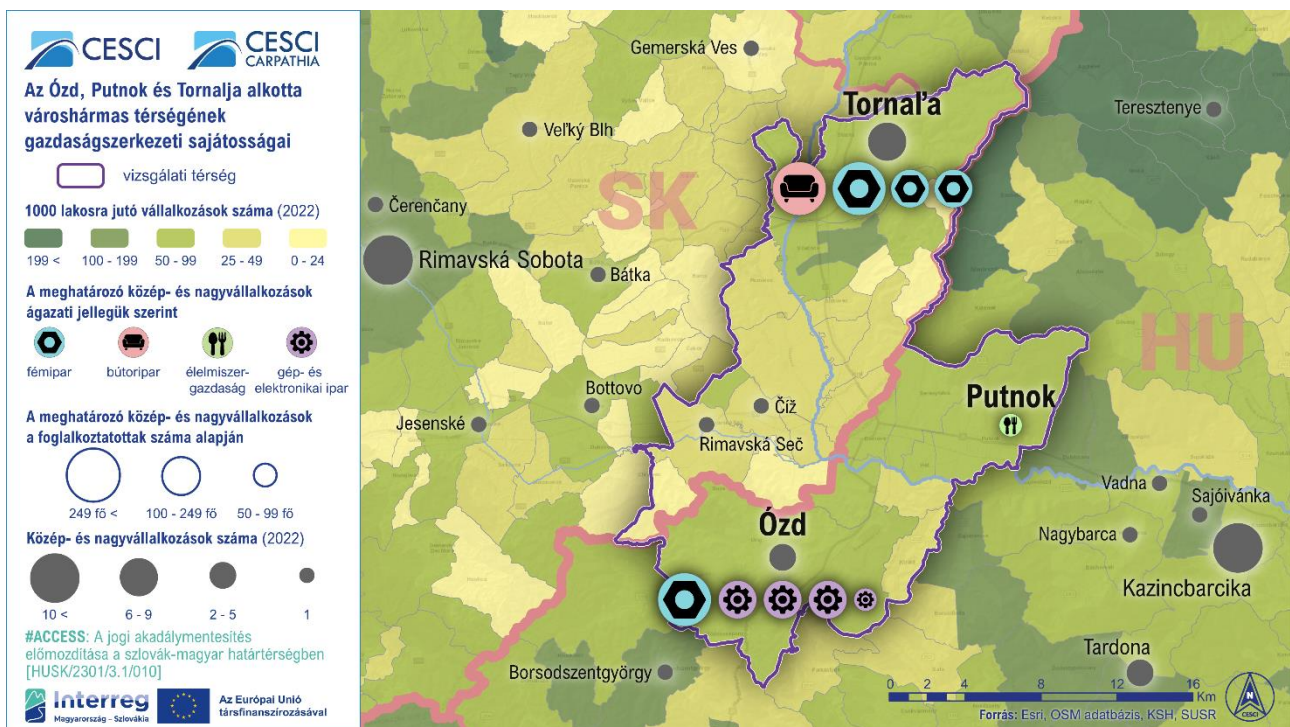 CESCI
CESCI
CARPATHIA
Az Ózd, Putnok és Tornalja alkotta
városhármas térségének
gazdaságszerkezeti sajátosságai
vizsgálati térség
1000 lakosra jutó vállalkozások száma (2022)
199 < 100 - 199 50 - 99 25 - 49 0 - 24
A meghatározó közép- és nagyvállalkozások
ágazati jellegük szerint
fémipar bútoripar élelmiszer-
gazdaság gép- és
elektronikai ipar
A meghatározó közép- és nagyvállalkozások
a foglalkoztatottak száma alapján
249 fő < 100 - 249 fő 50 - 99 fő
Közép- és nagyvállalkozások száma (2022)
10 < 6 - 9 2 - 5 1
#ACCESS: A jogi akadálymentesítés
előmozdítása a szlovák-magyar határtérségben
[HUSK/2301/3.1/010]
Interreg
Magyarország - Szlovákia
Az Európai Unió
társfinanszírozásával
Gemerská Ves
Tornaľa
Teresztenye
Veľký Blh
SK
Čerenčany
Rimavská Sobota
Bátka
HU
Putnok
Bottovo
Číž
Jesenské
Rimavská Seč
Vadna
Sajóivánka
Ózd
Nagybarca
Kazincbarcika
Tardona
Borsodszentgyörgy
0 2 4 8 12 16
Km
Forrás: Esri, OSM adatbázis, KSH, SUSR
N
CESCI